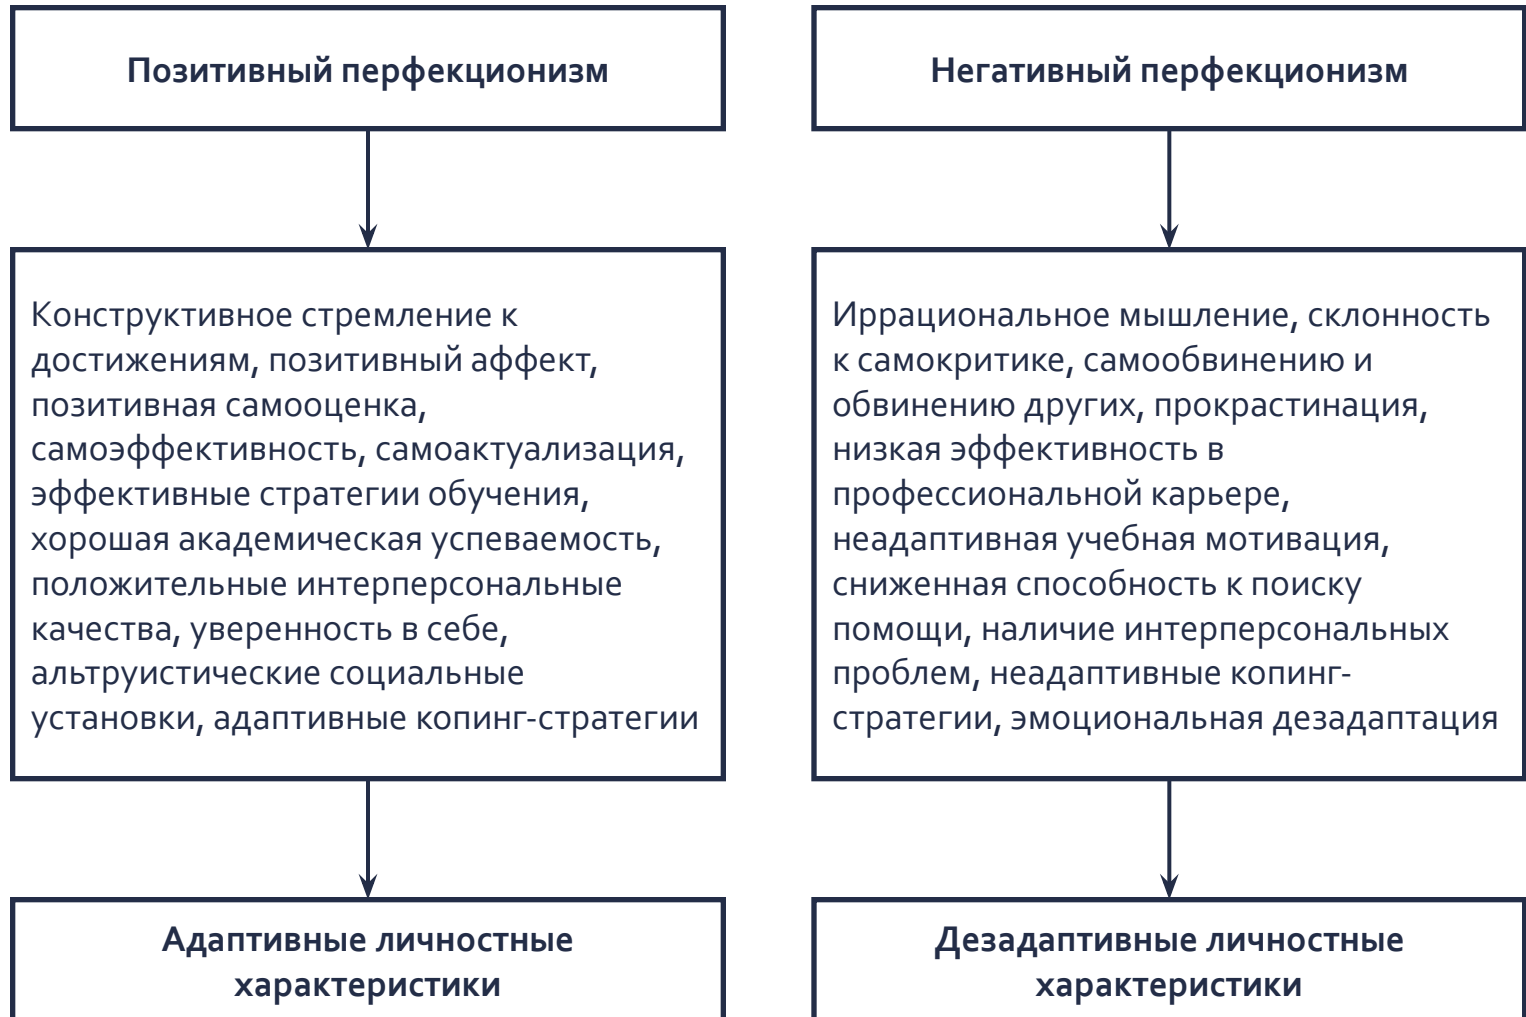 Позитивный перфекционизм
Конструктивное стремление к
достижениям, позитивный аффект,
позитивная самооценка,
самоэффективность, самоактуализация,
эффективные стратегии обучения,
хорошая академическая успеваемость,
положительные интерперсональные
качества, уверенность в себе,
альтруистические социальные
установки, адаптивные копинг-стратегии
Адаптивные личностные
характеристики
Негативный перфекционизм
Иррациональное мышление, склонность
к самокритике, самообвинению и
обвинению других, прокрастинация,
низкая эффективность в
профессиональной карьере,
неадаптивная учебная мотивация,
сниженная способность к поиску
помощи, наличие интерперсональных
проблем, неадаптивные копинг-
стратегии, эмоциональная дезадаптация
Дезадаптивные личностные
характеристики